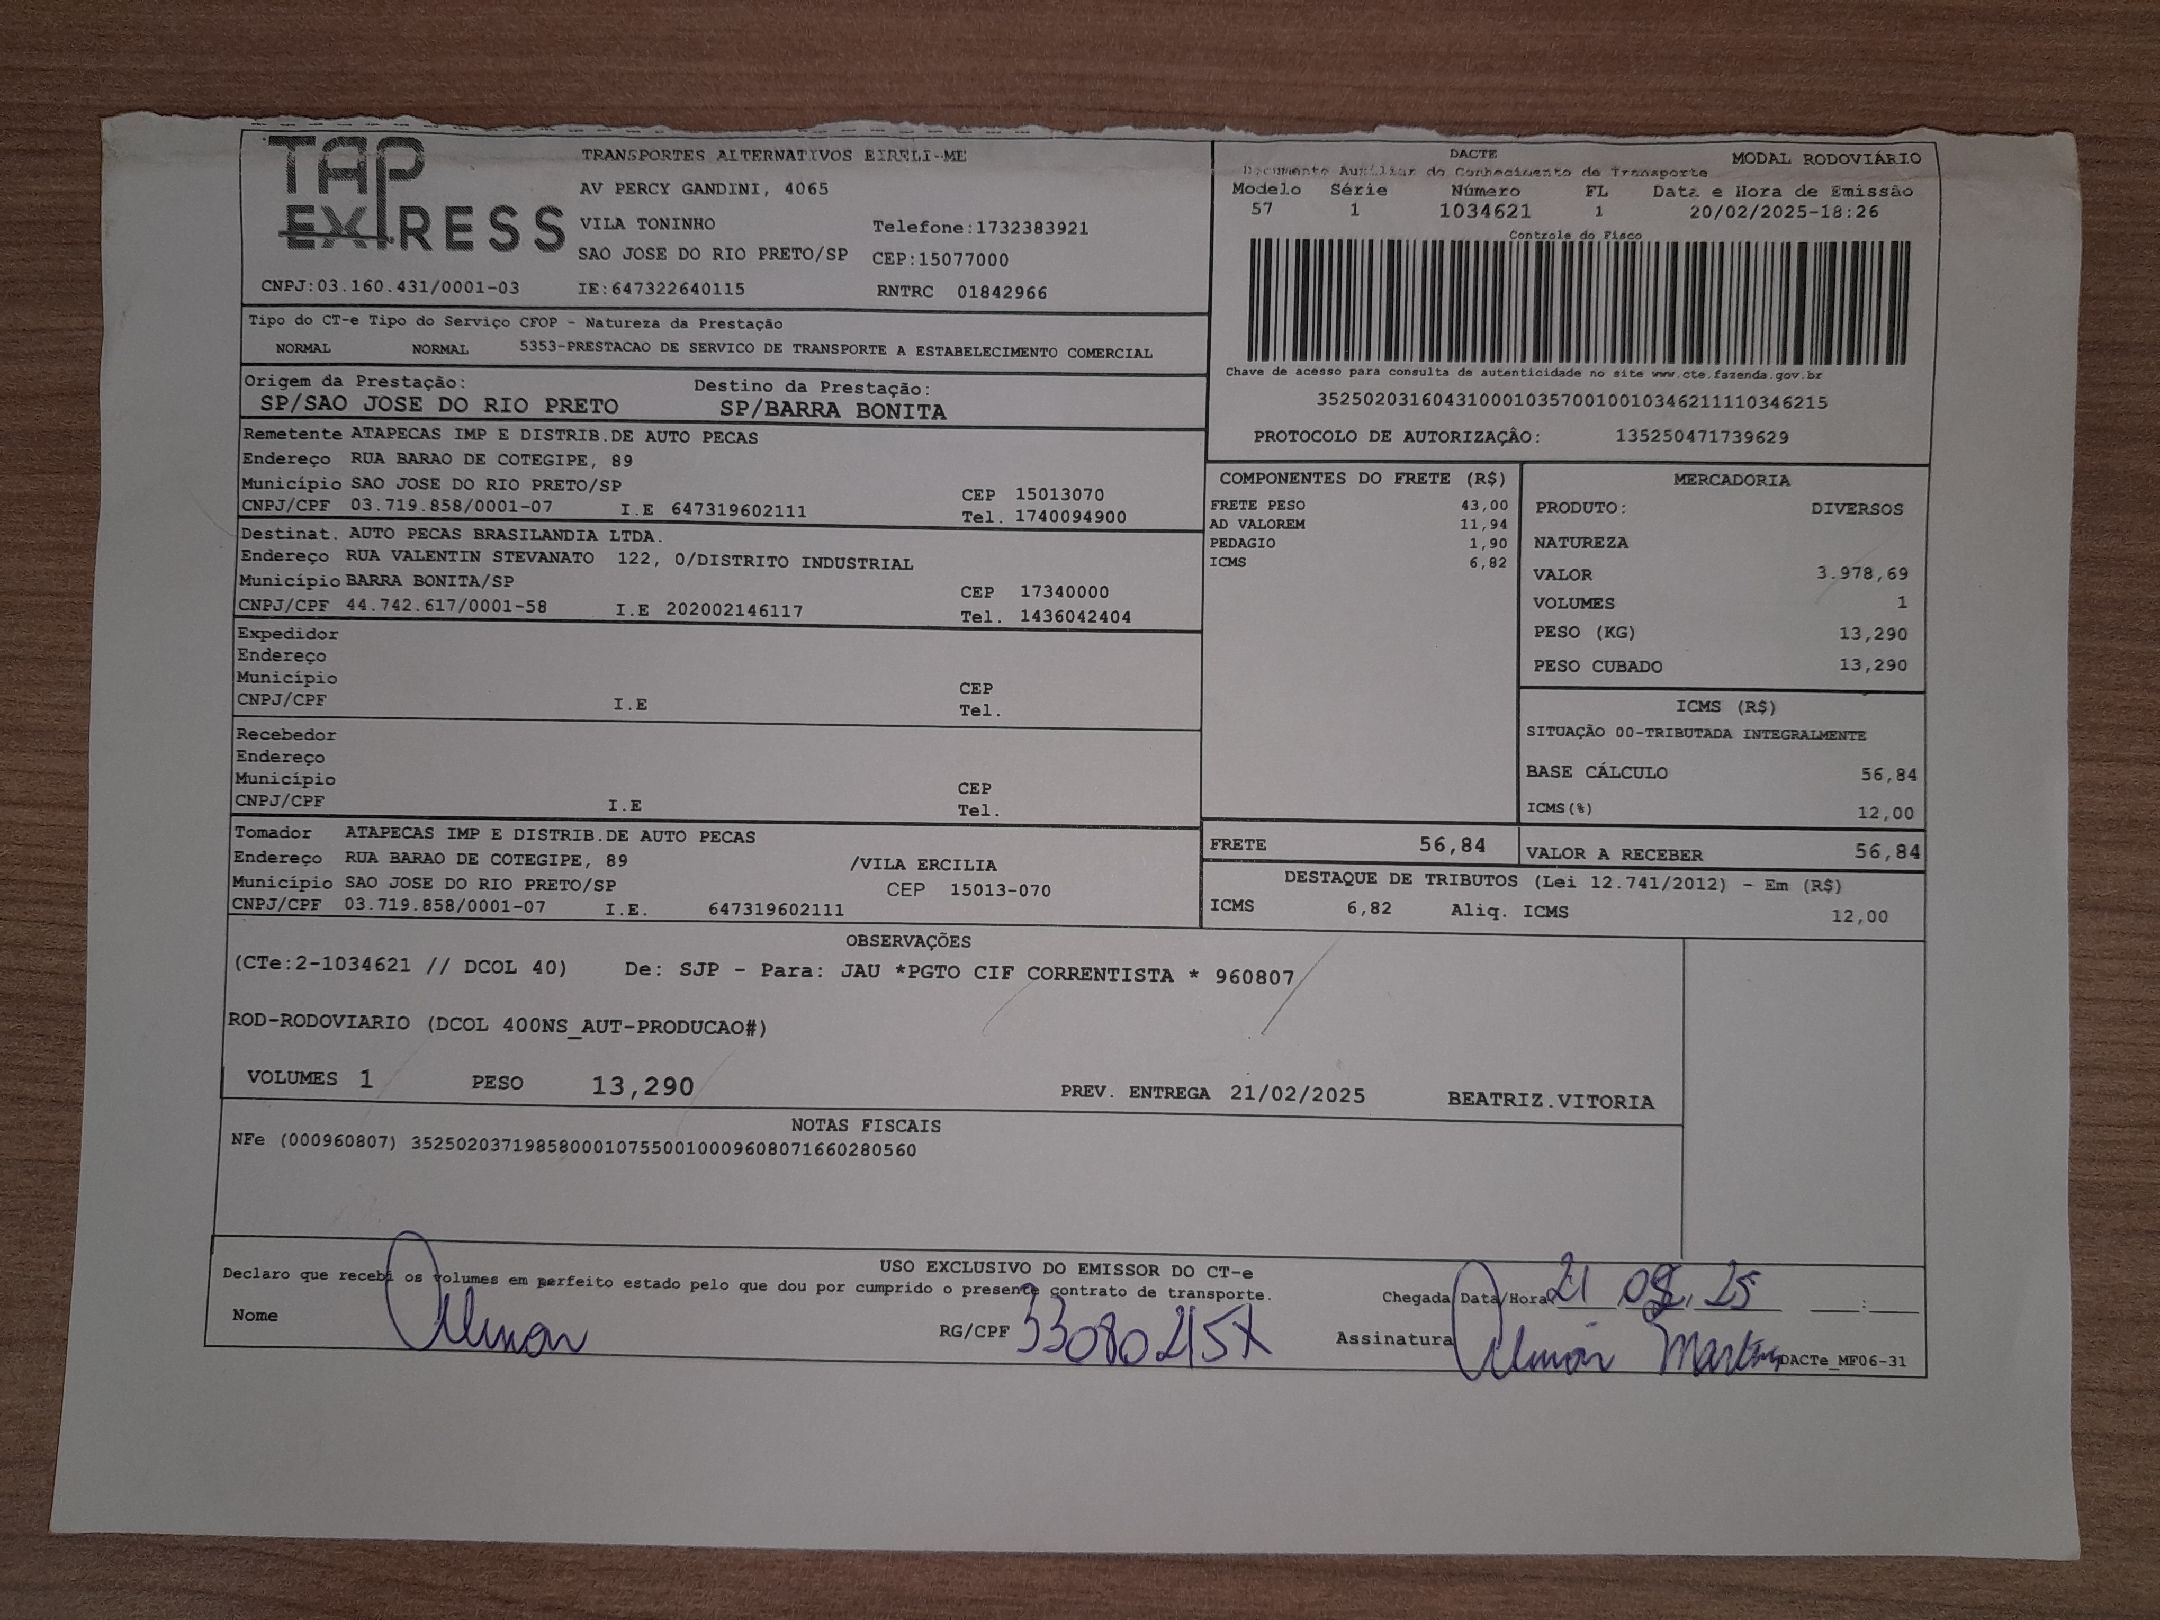 TAP EXPRESS
TRANSPORTES ALTERNATIVOS EIRELI-ME
AV PERCY GANDINI, 4065
VILA TONINHO Telefone:1732383921
SAO JOSE DO RIO PRETO/SP CEP:15077000
CNPJ:03.160.431/0001-03 IE:647322640115 RNTRC 01842966
DACTE MODAL RODOVIÁRIO
Documento Auxiliar do Conhecimento de Transporte
Modelo Série Número FL Data e Hora de Emissão
57 1 1034621 1 20/02/2025-18:26
Controle do Fisco
Chave de acesso para consulta de autenticidade no site www.cte.fazenda.gov.br
35250203160431000103570010010346211110346215
PROTOCOLO DE AUTORIZAÇÂO: 135250471739629
Tipo do CT-e Tipo do Serviço CFOP - Natureza da Prestação
NORMAL NORMAL 5353-PRESTACAO DE SERVICO DE TRANSPORTE A ESTABELECIMENTO COMERCIAL
Origem da Prestação: Destino da Prestação:
SP/SAO JOSE DO RIO PRETO SP/BARRA BONITA
Remetente ATAPECAS IMP E DISTRIB.DE AUTO PECAS
Endereço RUA BARAO DE COTEGIPE, 89
Município SAO JOSE DO RIO PRETO/SP CEP 15013070
CNPJ/CPF 03.719.858/0001-07 I.E 647319602111 Tel. 1740094900
Destinat. AUTO PECAS BRASILANDIA LTDA.
Endereço RUA VALENTIN STEVANATO 122, 0/DISTRITO INDUSTRIAL
Município BARRA BONITA/SP CEP 17340000
CNPJ/CPF 44.742.617/0001-58 I.E 202002146117 Tel. 1436042404
Expedidor
Endereço
Município CEP
CNPJ/CPF I.E Tel.
Recebedor
Endereço
Município CEP
CNPJ/CPF I.E Tel.
Tomador ATAPECAS IMP E DISTRIB.DE AUTO PECAS
Endereço RUA BARAO DE COTEGIPE, 89 /VILA ERCILIA
Município SAO JOSE DO RIO PRETO/SP CEP 15013-070
CNPJ/CPF 03.719.858/0001-07 I.E. 647319602111
COMPONENTES DO FRETE (R$)
FRETE PESO 43,00
AD VALOREM 11,94
PEDAGIO 1,90
ICMS 6,82
MERCADORIA
PRODUTO: DIVERSOS
NATUREZA
VALOR 3.978,69
VOLUMES 1
PESO (KG) 13,290
PESO CUBADO 13,290
ICMS (R$)
SITUAÇÃO 00-TRIBUTADA INTEGRALMENTE
BASE CÁLCULO 56,84
ICMS(%) 12,00
FRETE 56,84 VALOR A RECEBER 56,84
DESTAQUE DE TRIBUTOS (Lei 12.741/2012) - Em (R$)
ICMS 6,82 Aliq. ICMS 12,00
OBSERVAÇÕES
(CTe:2-1034621 // DCOL 40) De: SJP - Para: JAU *PGTO CIF CORRENTISTA * 960807
ROD-RODOVIARIO (DCOL 400NS_AUT-PRODUCAO#)
VOLUMES 1 PESO 13,290 PREV. ENTREGA 21/02/2025 BEATRIZ.VITORIA
NOTAS FISCAIS
NFe (000960807) 35250203719858000107550010009608071660280560
USO EXCLUSIVO DO EMISSOR DO CT-e
Declaro que recebi os volumes em perfeito estado pelo que dou por cumprido o presente contrato de transporte.
Chegada Data/Hora 21 25 __:__
Nome RG/CPF 33080215X Assinatura
DACTe_MF06-31